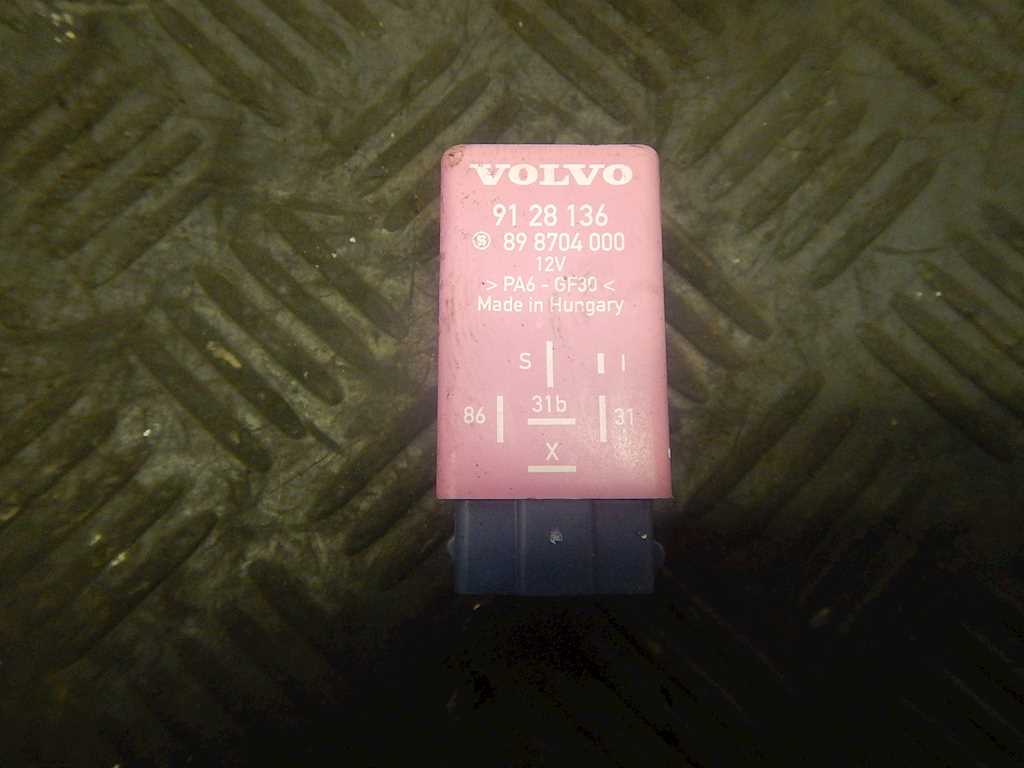 VOLVO
91 28 136
S 89 8704 000
12V
> PA6 - GF30 <
Made in Hungary
S I
86 31b 31
X